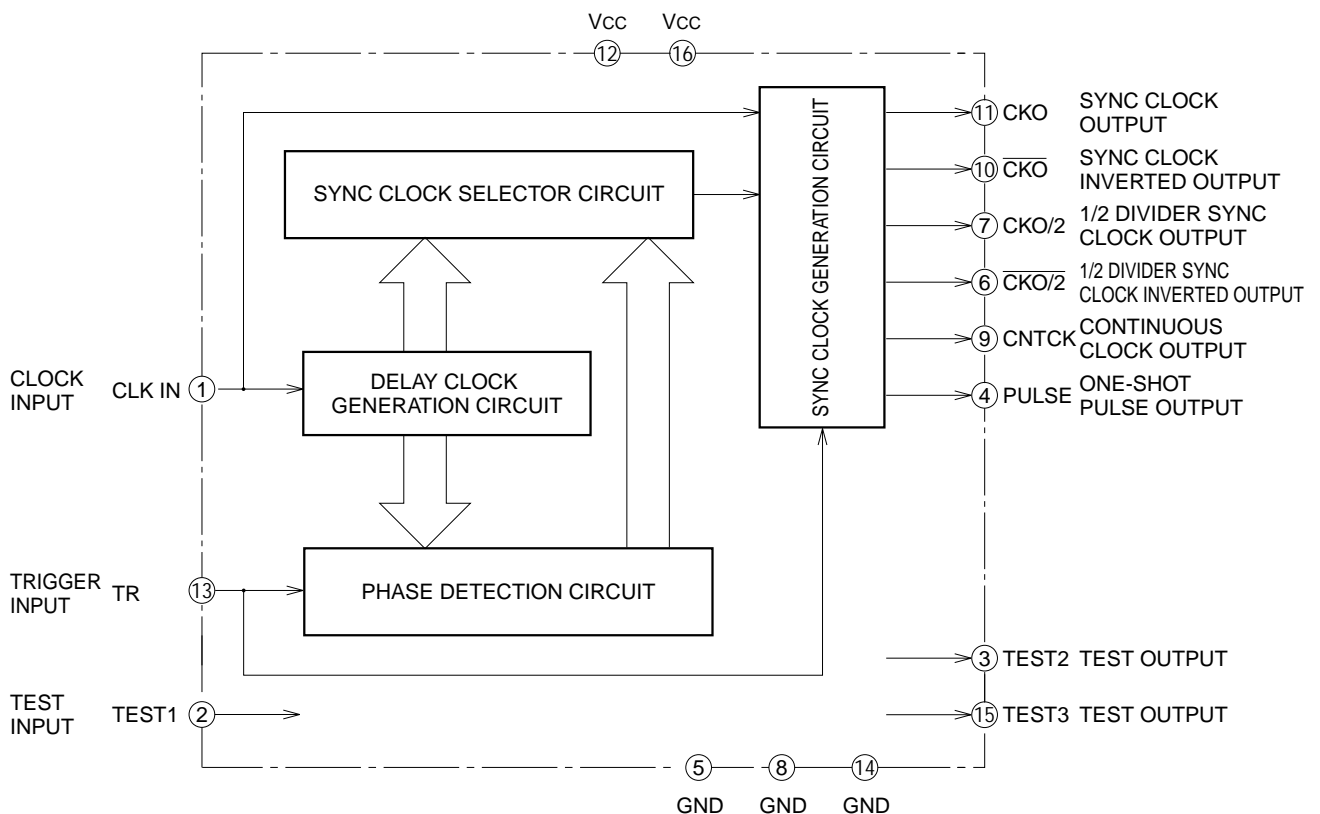 VCC VCC
12 16
SYNC CLOCK GENERATION CIRCUIT
11 CKO SYNC CLOCK
OUTPUT
10 CKO SYNC CLOCK
INVERTED OUTPUT
SYNC CLOCK SELECTOR CIRCUIT
7 CKO/2 1/2 DIVIDER SYNC
CLOCK OUTPUT
6 CKO/2 1/2 DIVIDER SYNC
CLOCK INVERTED OUTPUT
9 CNTCK CONTINUOUS
CLOCK OUTPUT
CLOCK
INPUT
CLK IN 1
DELAY CLOCK
GENERATION CIRCUIT
4 PULSE ONE-SHOT
PULSE OUTPUT
TRIGGER
INPUT
TR 13
PHASE DETECTION CIRCUIT
3 TEST2 TEST OUTPUT
TEST
INPUT
TEST1 2
15 TEST3 TEST OUTPUT
5 8 14
GND GND GND